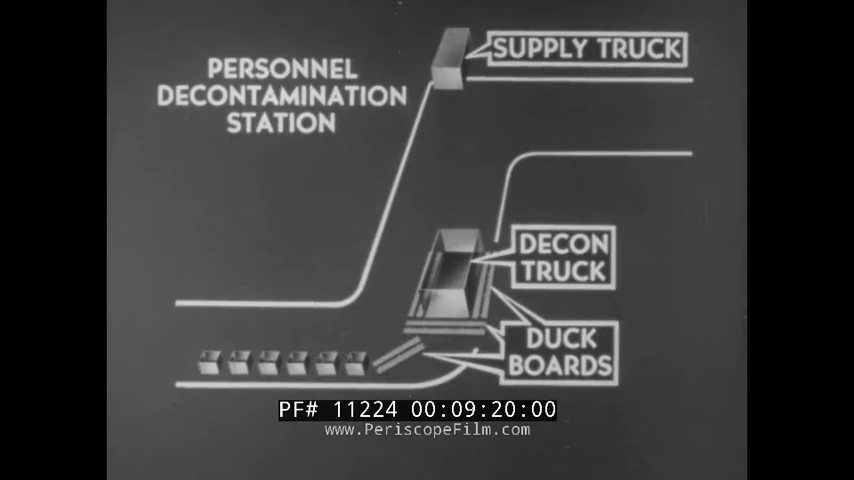 PERSONNEL
DECONTAMINATION
STATION
SUPPLY TRUCK
DECON
TRUCK
DUCK
BOARDS
PF# 11224 00:09:20:00
www.PeriscopeFilm.com